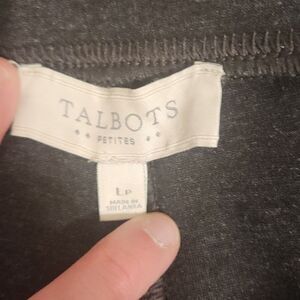 TALBOTS
PETITES
LP
MADE IN
SRI LANKA